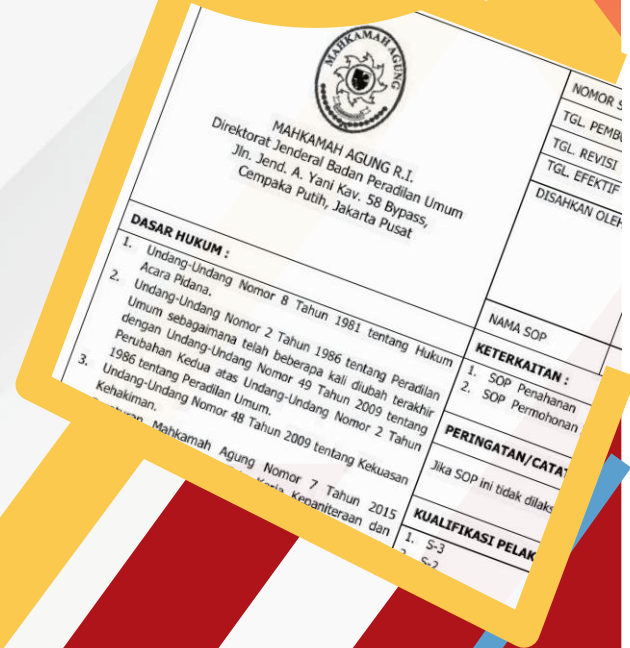 MAHKAMAH AGUNG
MAHKAMAH AGUNG R.I.
Direktorat Jenderal Badan Peradilan Umum
Jln. Jend. A. Yani Kav. 58 Bypass,
Cempaka Putih, Jakarta Pusat
NOMOR S
TGL. PEMBU
TGL. REVISI
TGL. EFEKTIF
DISAHKAN OLEH
NAMA SOP
DASAR HUKUM :
1. Undang-Undang Nomor 8 Tahun 1981 tentang Hukum
Acara Pidana.
2. Undang-Undang Nomor 2 Tahun 1986 tentang Peradilan
Umum sebagaimana telah beberapa kali diubah terakhir
dengan Undang-Undang Nomor 49 Tahun 2009 tentang
Perubahan Kedua atas Undang-Undang Nomor 2 Tahun
1986 tentang Peradilan Umum.
3. Undang-Undang Nomor 48 Tahun 2009 tentang Kekuasan
Kehakiman.
Mahkamah Agung Nomor 7 Tahun 2015
Kerja Kepaniteraan dan
KETERKAITAN :
1. SOP Penahanan
2. SOP Permohonan
PERINGATAN/CATAT
Jika SOP ini tidak dilaks
KUALIFIKASI PELAK
1. S-3
2. S-2